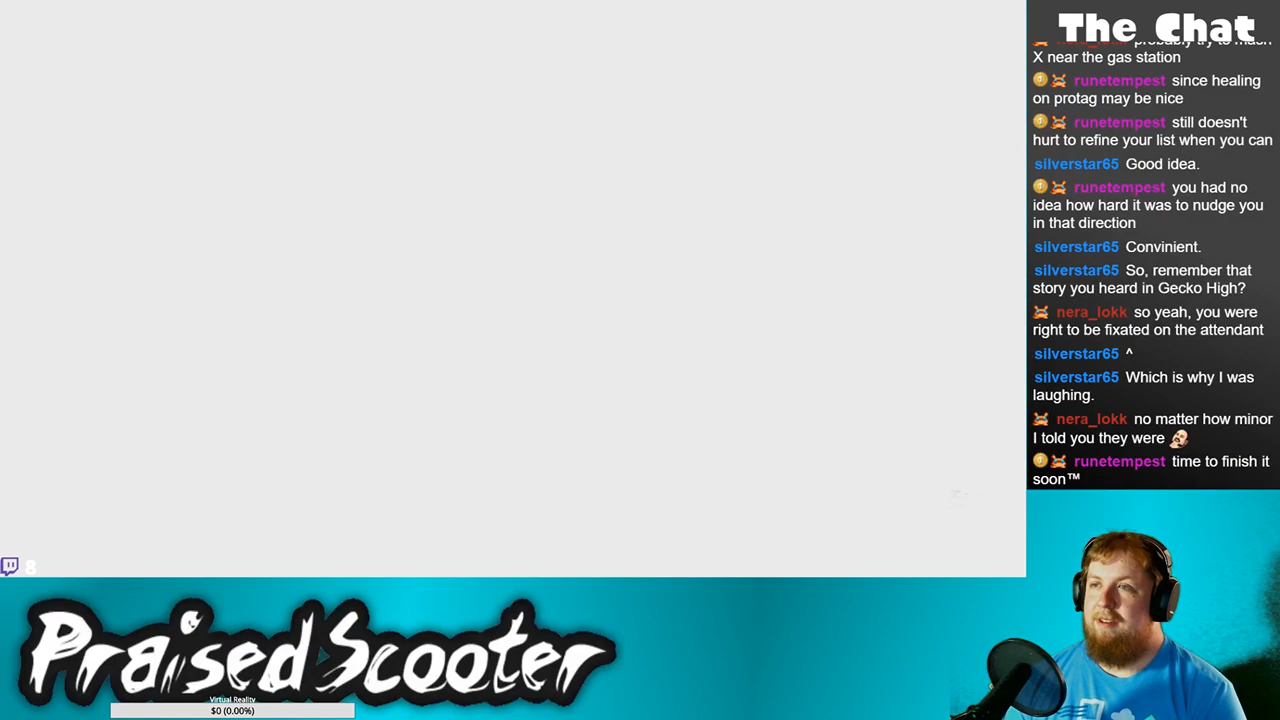 The Chat
X near the gas station
runetempest since healing
on protag may be nice
runetempest still doesn't
hurt to refine your list when you can
silverstar65 Good idea.
runetempest you had no
idea how hard it was to nudge you
in that direction
silverstar65 Convinient.
silverstar65 So, remember that
story you heard in Gecko High?
nera_lokk so yeah, you were
right to be fixated on the attendant
silverstar65 ^
silverstar65 Which is why I was
laughing.
nera_lokk no matter how minor
I told you they were
runetempest time to finish it
soon™
8
PraisedScooter
Virtual Reality
$0 (0.00%)